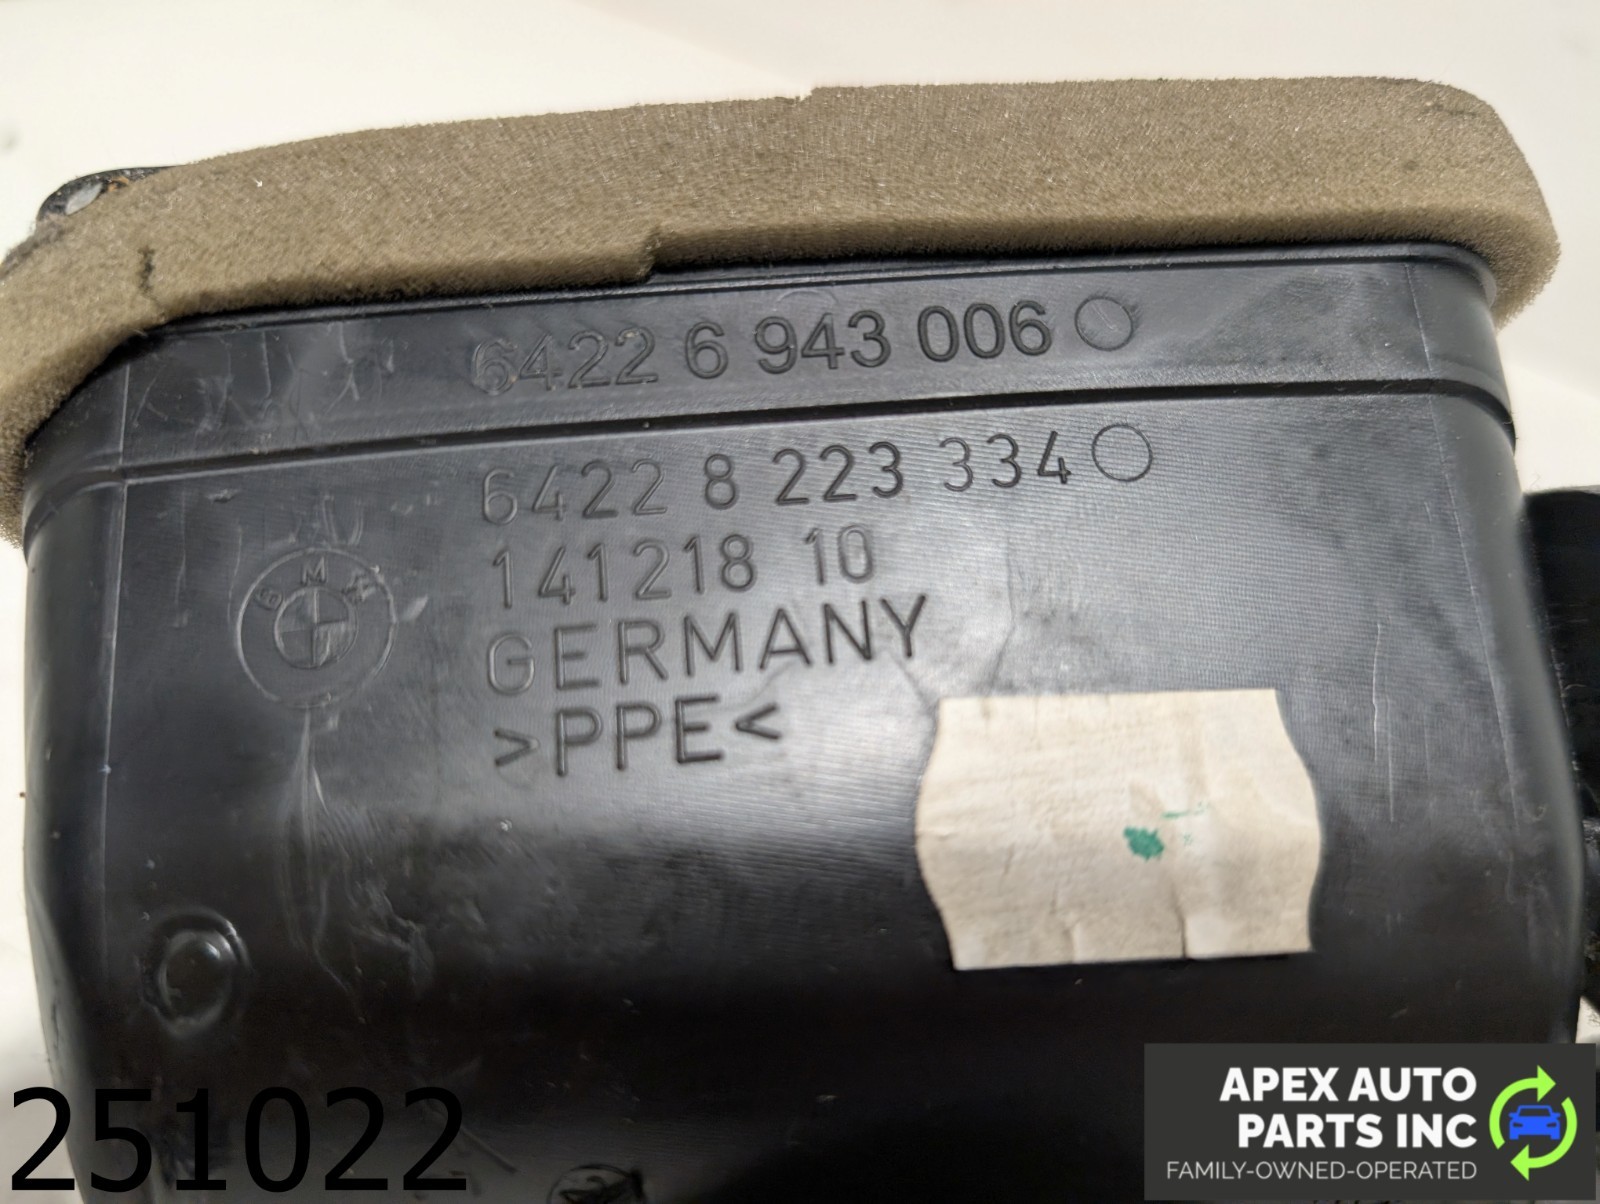 6422 6 943 006
6422 8 223 334
141218 10
BMW
GERMANY
>PPE<
251022
APEX AUTO
PARTS INC
FAMILY-OWNED-OPERATED